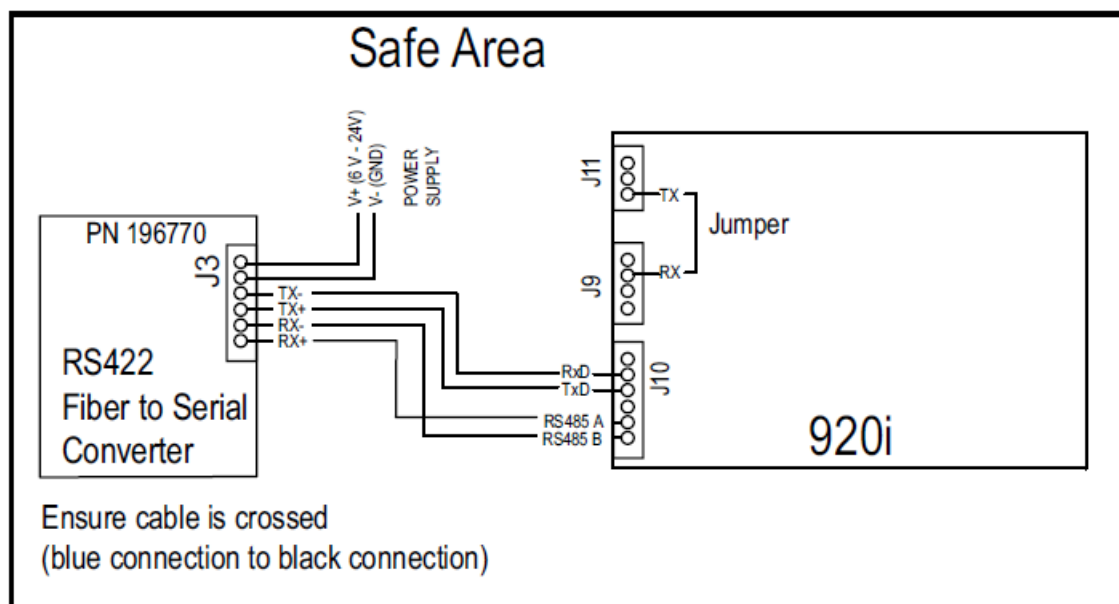 Safe Area
V+ (6 V - 24V)
V- (GND)
POWER
SUPPLY
PN 196770
J3
TX-
TX+
RX-
RX+
RS422
Fiber to Serial
Converter
J11
TX
Jumper
J9
RX
J10
RxD
TxD
RS485 A
RS485 B
920i
Ensure cable is crossed
(blue connection to black connection)